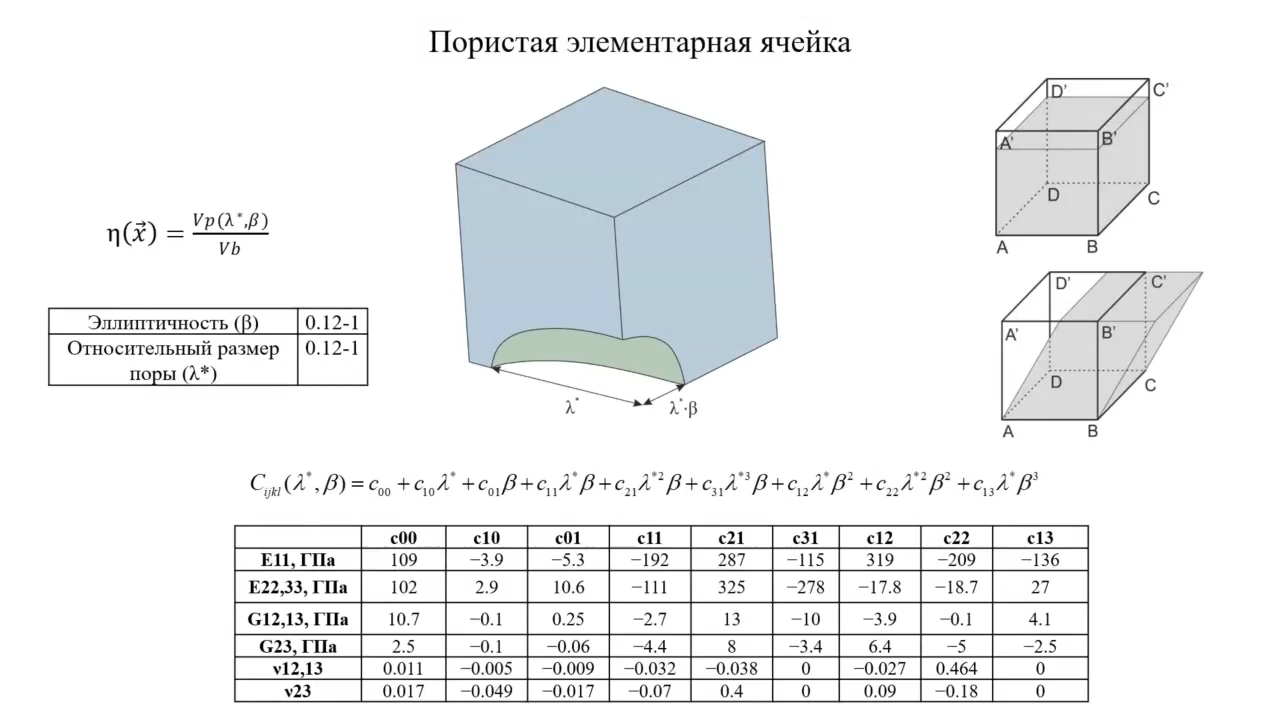 Пористая элементарная ячейка
η(x⃗) = Vp(λ*,β) / Vb
Эллиптичность (β) 0.12-1
Относительный размер 0.12-1
поры (λ*)
λ*
λ*·β
D' C'
A' B'
D C
A B
D' C'
A' B'
D C
A B
C_ijkl(λ*, β) = c00 + c10λ* + c01β + c11λ*β + c21λ*²β + c31λ*³β + c12λ*β² + c22λ*²β² + c13λ*β³
c00 c10 c01 c11 c21 c31 c12 c22 c13
E11, ГПа 109 −3.9 −5.3 −192 287 −115 319 −209 −136
E22,33, ГПа 102 2.9 10.6 −111 325 −278 −17.8 −18.7 27
G12,13, ГПа 10.7 −0.1 0.25 −2.7 13 −10 −3.9 −0.1 4.1
G23, ГПа 2.5 −0.1 −0.06 −4.4 8 −3.4 6.4 −5 −2.5
ν12,13 0.011 −0.005 −0.009 −0.032 −0.038 0 −0.027 0.464 0
ν23 0.017 −0.049 −0.017 −0.07 0.4 0 0.09 −0.18 0